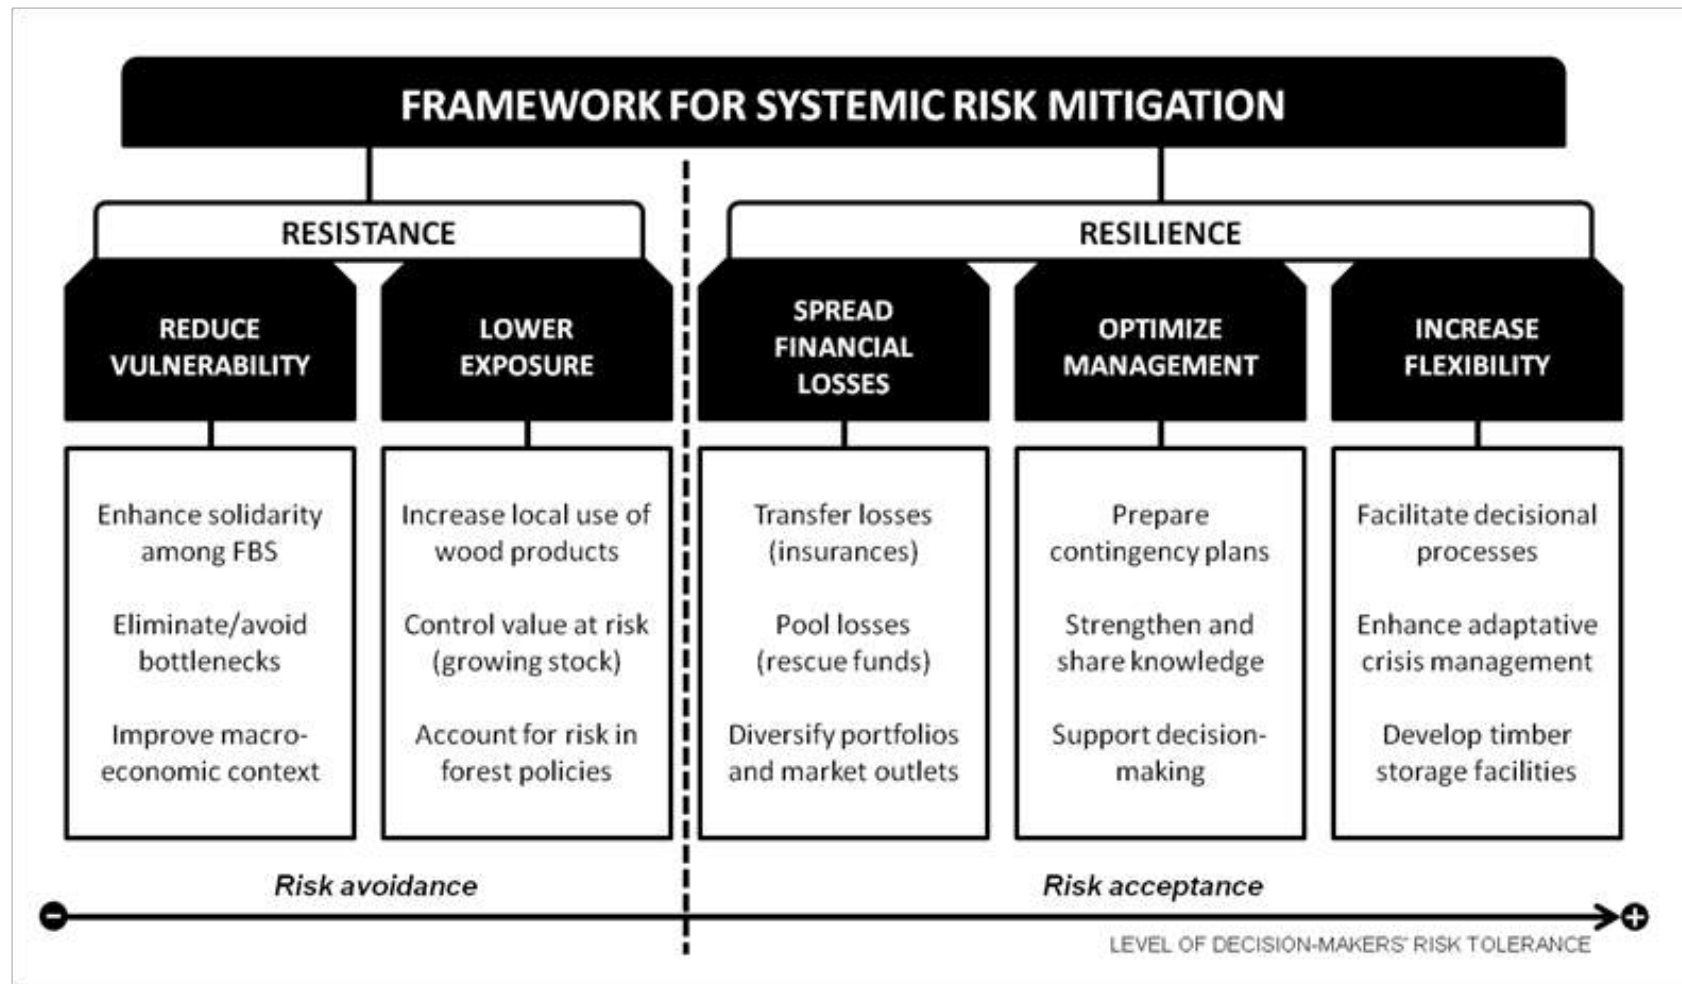 FRAMEWORK FOR SYSTEMIC RISK MITIGATION
RESISTANCE
RESILIENCE
REDUCE
VULNERABILITY
LOWER
EXPOSURE
SPREAD
FINANCIAL
LOSSES
OPTIMIZE
MANAGEMENT
INCREASE
FLEXIBILITY
Enhance solidarity
among FBS
Eliminate/avoid
bottlenecks
Improve macro-
economic context
Increase local use of
wood products
Control value at risk
(growing stock)
Account for risk in
forest policies
Transfer losses
(insurances)
Pool losses
(rescue funds)
Diversify portfolios
and market outlets
Prepare
contingency plans
Strengthen and
share knowledge
Support decision-
making
Facilitate decisional
processes
Enhance adaptative
crisis management
Develop timber
storage facilities
Risk avoidance
Risk acceptance
LEVEL OF DECISION-MAKERS' RISK TOLERANCE